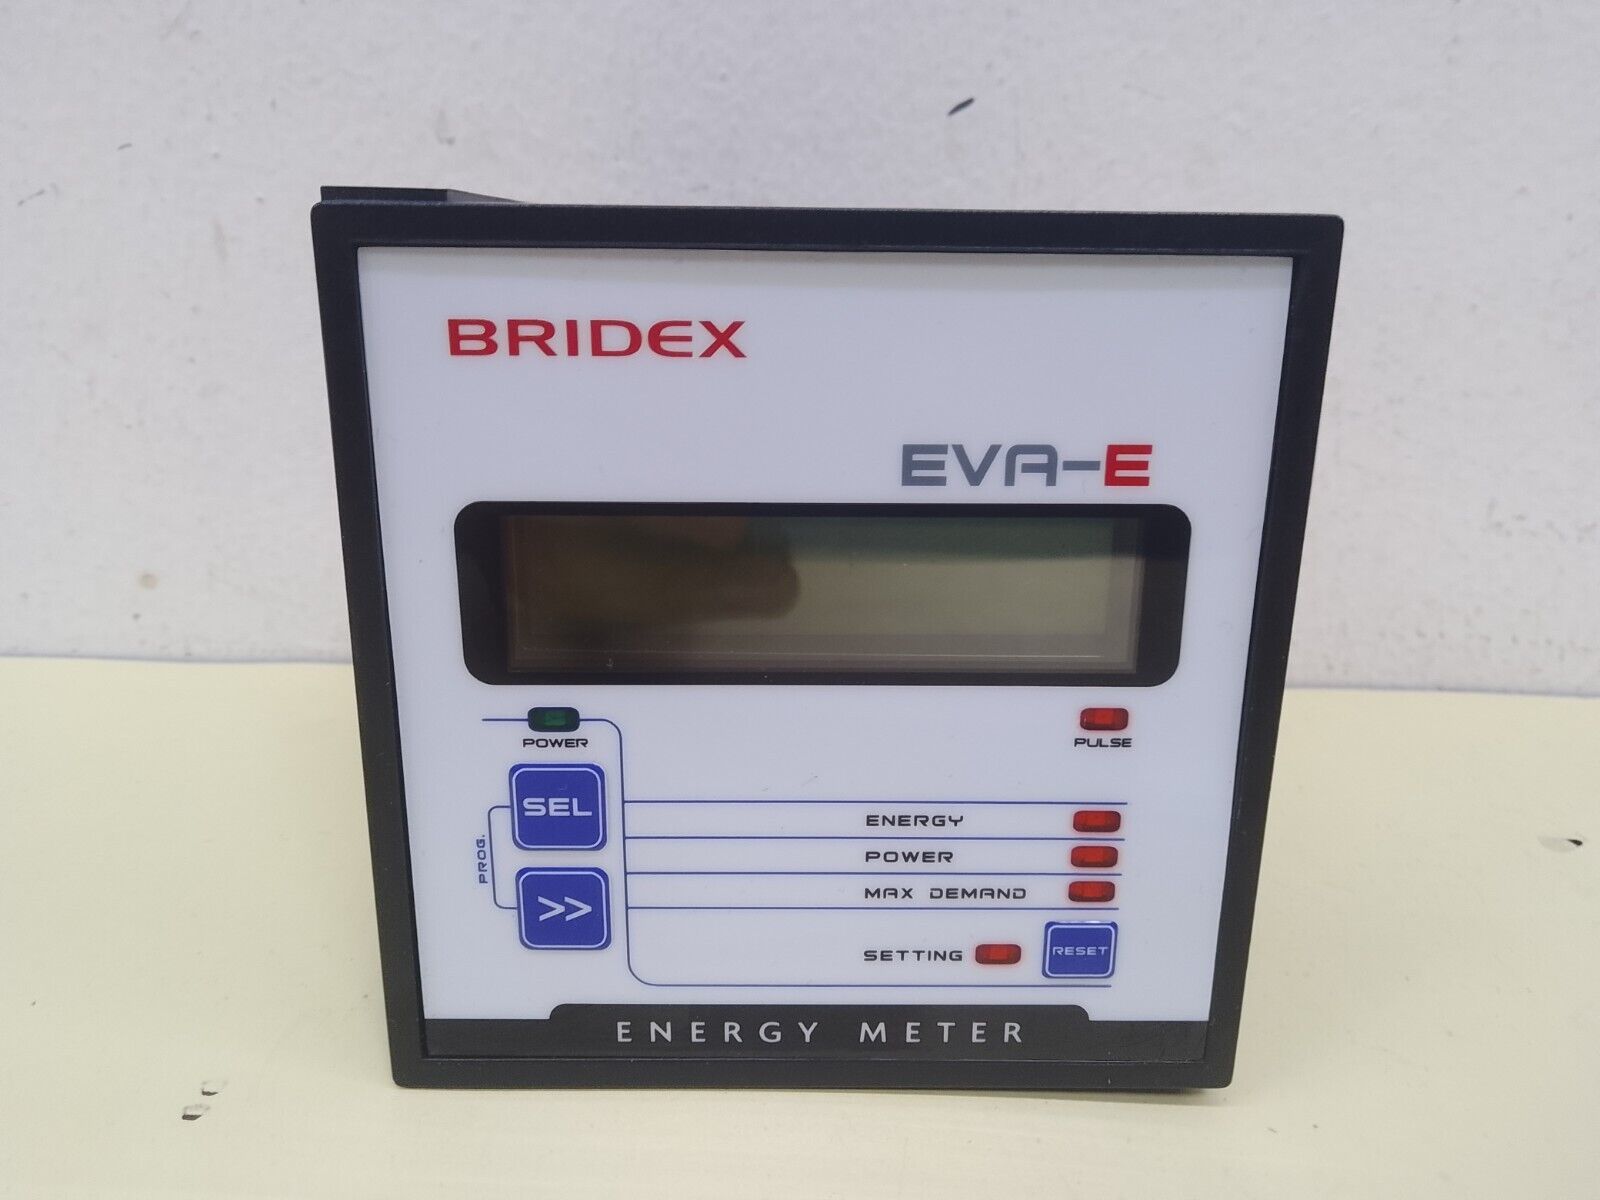 BRIDEX
EVA-E
POWER
PULSE
SEL
PROG.
>>
ENERGY
POWER
MAX DEMAND
SETTING
RESET
ENERGY METER